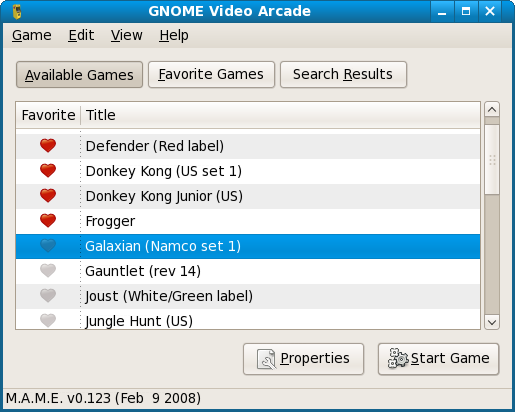 GNOME Video Arcade
Game Edit View Help
Available Games Favorite Games Search Results
Favorite Title
Defender (Red label)
Donkey Kong (US set 1)
Donkey Kong Junior (US)
Frogger
Galaxian (Namco set 1)
Gauntlet (rev 14)
Joust (White/Green label)
Jungle Hunt (US)
Properties Start Game
M.A.M.E. v0.123 (Feb  9 2008)